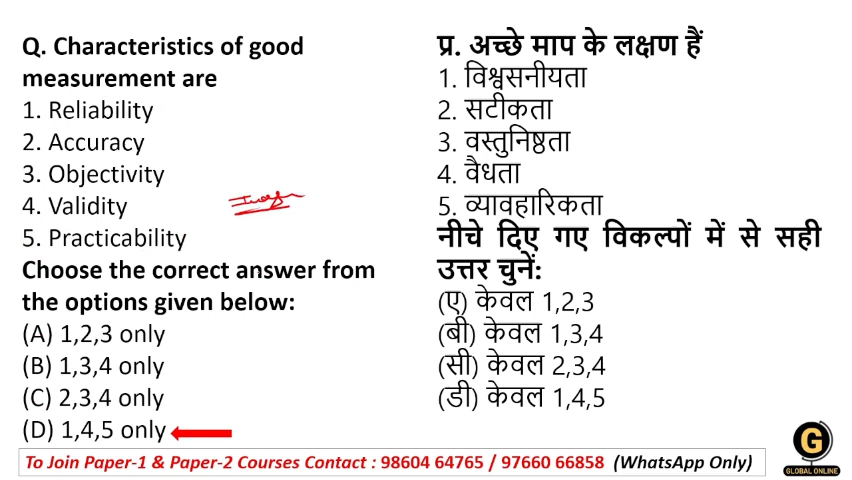 Q. Characteristics of good
measurement are
1. Reliability
2. Accuracy
3. Objectivity
4. Validity
5. Practicability
Choose the correct answer from
the options given below:
(A) 1,2,3 only
(B) 1,3,4 only
(C) 2,3,4 only
(D) 1,4,5 only
प्र. अच्छे माप के लक्षण हैं
1. विश्वसनीयता
2. सटीकता
3. वस्तुनिष्ठता
4. वैधता
5. व्यावहारिकता
नीचे दिए गए विकल्पों में से सही
उत्तर चुनें:
(ए) केवल 1,2,3
(बी) केवल 1,3,4
(सी) केवल 2,3,4
(डी) केवल 1,4,5
G
GLOBAL ONLINE
To Join Paper-1 & Paper-2 Courses Contact : 98604 64765 / 97660 66858 (WhatsApp Only)